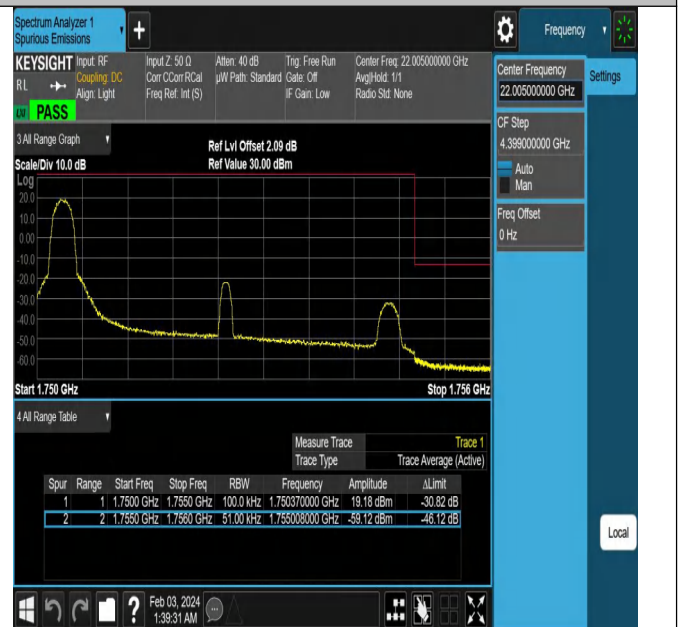 Spectrum Analyzer 1
Spurious Emissions
+
Frequency
KEYSIGHT
RL
Input: RF
Coupling: DC
Align: Light
Input Z: 50 Ω
Corr CCorr RCal
Freq Ref: Int (S)
Atten: 40 dB
µW Path: Standard
Trig: Free Run
Gate: Off
IF Gain: Low
Center Freq: 22.005000000 GHz
Avg|Hold: 1/1
Radio Std: None
PASS
Center Frequency
22.005000000 GHz
Settings
CF Step
4.399000000 GHz
Auto
Man
Freq Offset
0 Hz
3 All Range Graph
Ref Lvl Offset 2.09 dB
Scale/Div 10.0 dB
Ref Value 30.00 dBm
Log
20.0
10.0
0.00
-10.0
-20.0
-30.0
-40.0
-50.0
-60.0
Start 1.750 GHz
Stop 1.756 GHz
4 All Range Table
Measure Trace Trace 1
Trace Type Trace Average (Active)
Spur Range Start Freq Stop Freq RBW Frequency Amplitude ΔLimit
1 1 1.7500 GHz 1.7550 GHz 100.0 kHz 1.750370000 GHz 19.18 dBm -30.82 dB
2 2 1.7550 GHz 1.7560 GHz 51.00 kHz 1.755008000 GHz -59.12 dBm -46.12 dB
Local
?
Feb 03, 2024
1:39:31 AM